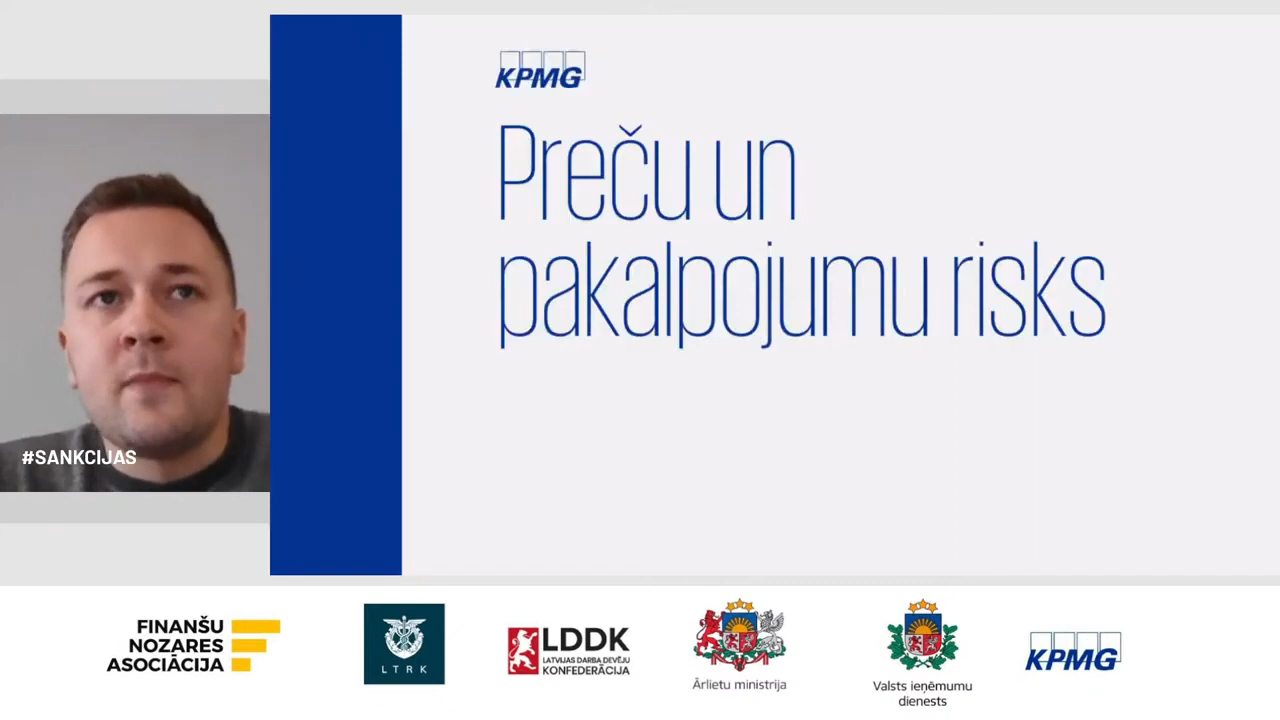 KPMG
Preču un
pakalpojumu risks
#SANKCIJAS
FINANŠU
NOZARES
ASOCIĀCIJA
LTRK
LDDK
LATVIJAS DARBA DEVĒJU
KONFEDERĀCIJA
Ārlietu ministrija
Valsts ieņēmumu
dienests
KPMG